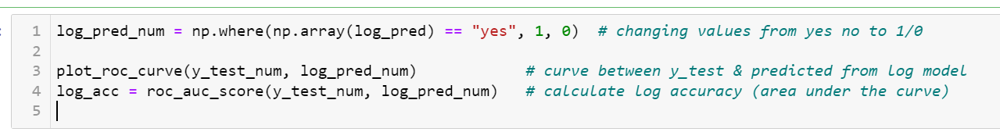 1 log_pred_num = np.where(np.array(log_pred) == "yes", 1, 0)  # changing values from yes no to 1/0
2
3 plot_roc_curve(y_test_num, log_pred_num)            # curve between y_test & predicted from log model
4 log_acc = roc_auc_score(y_test_num, log_pred_num)   # calculate log accuracy (area under the curve)
5